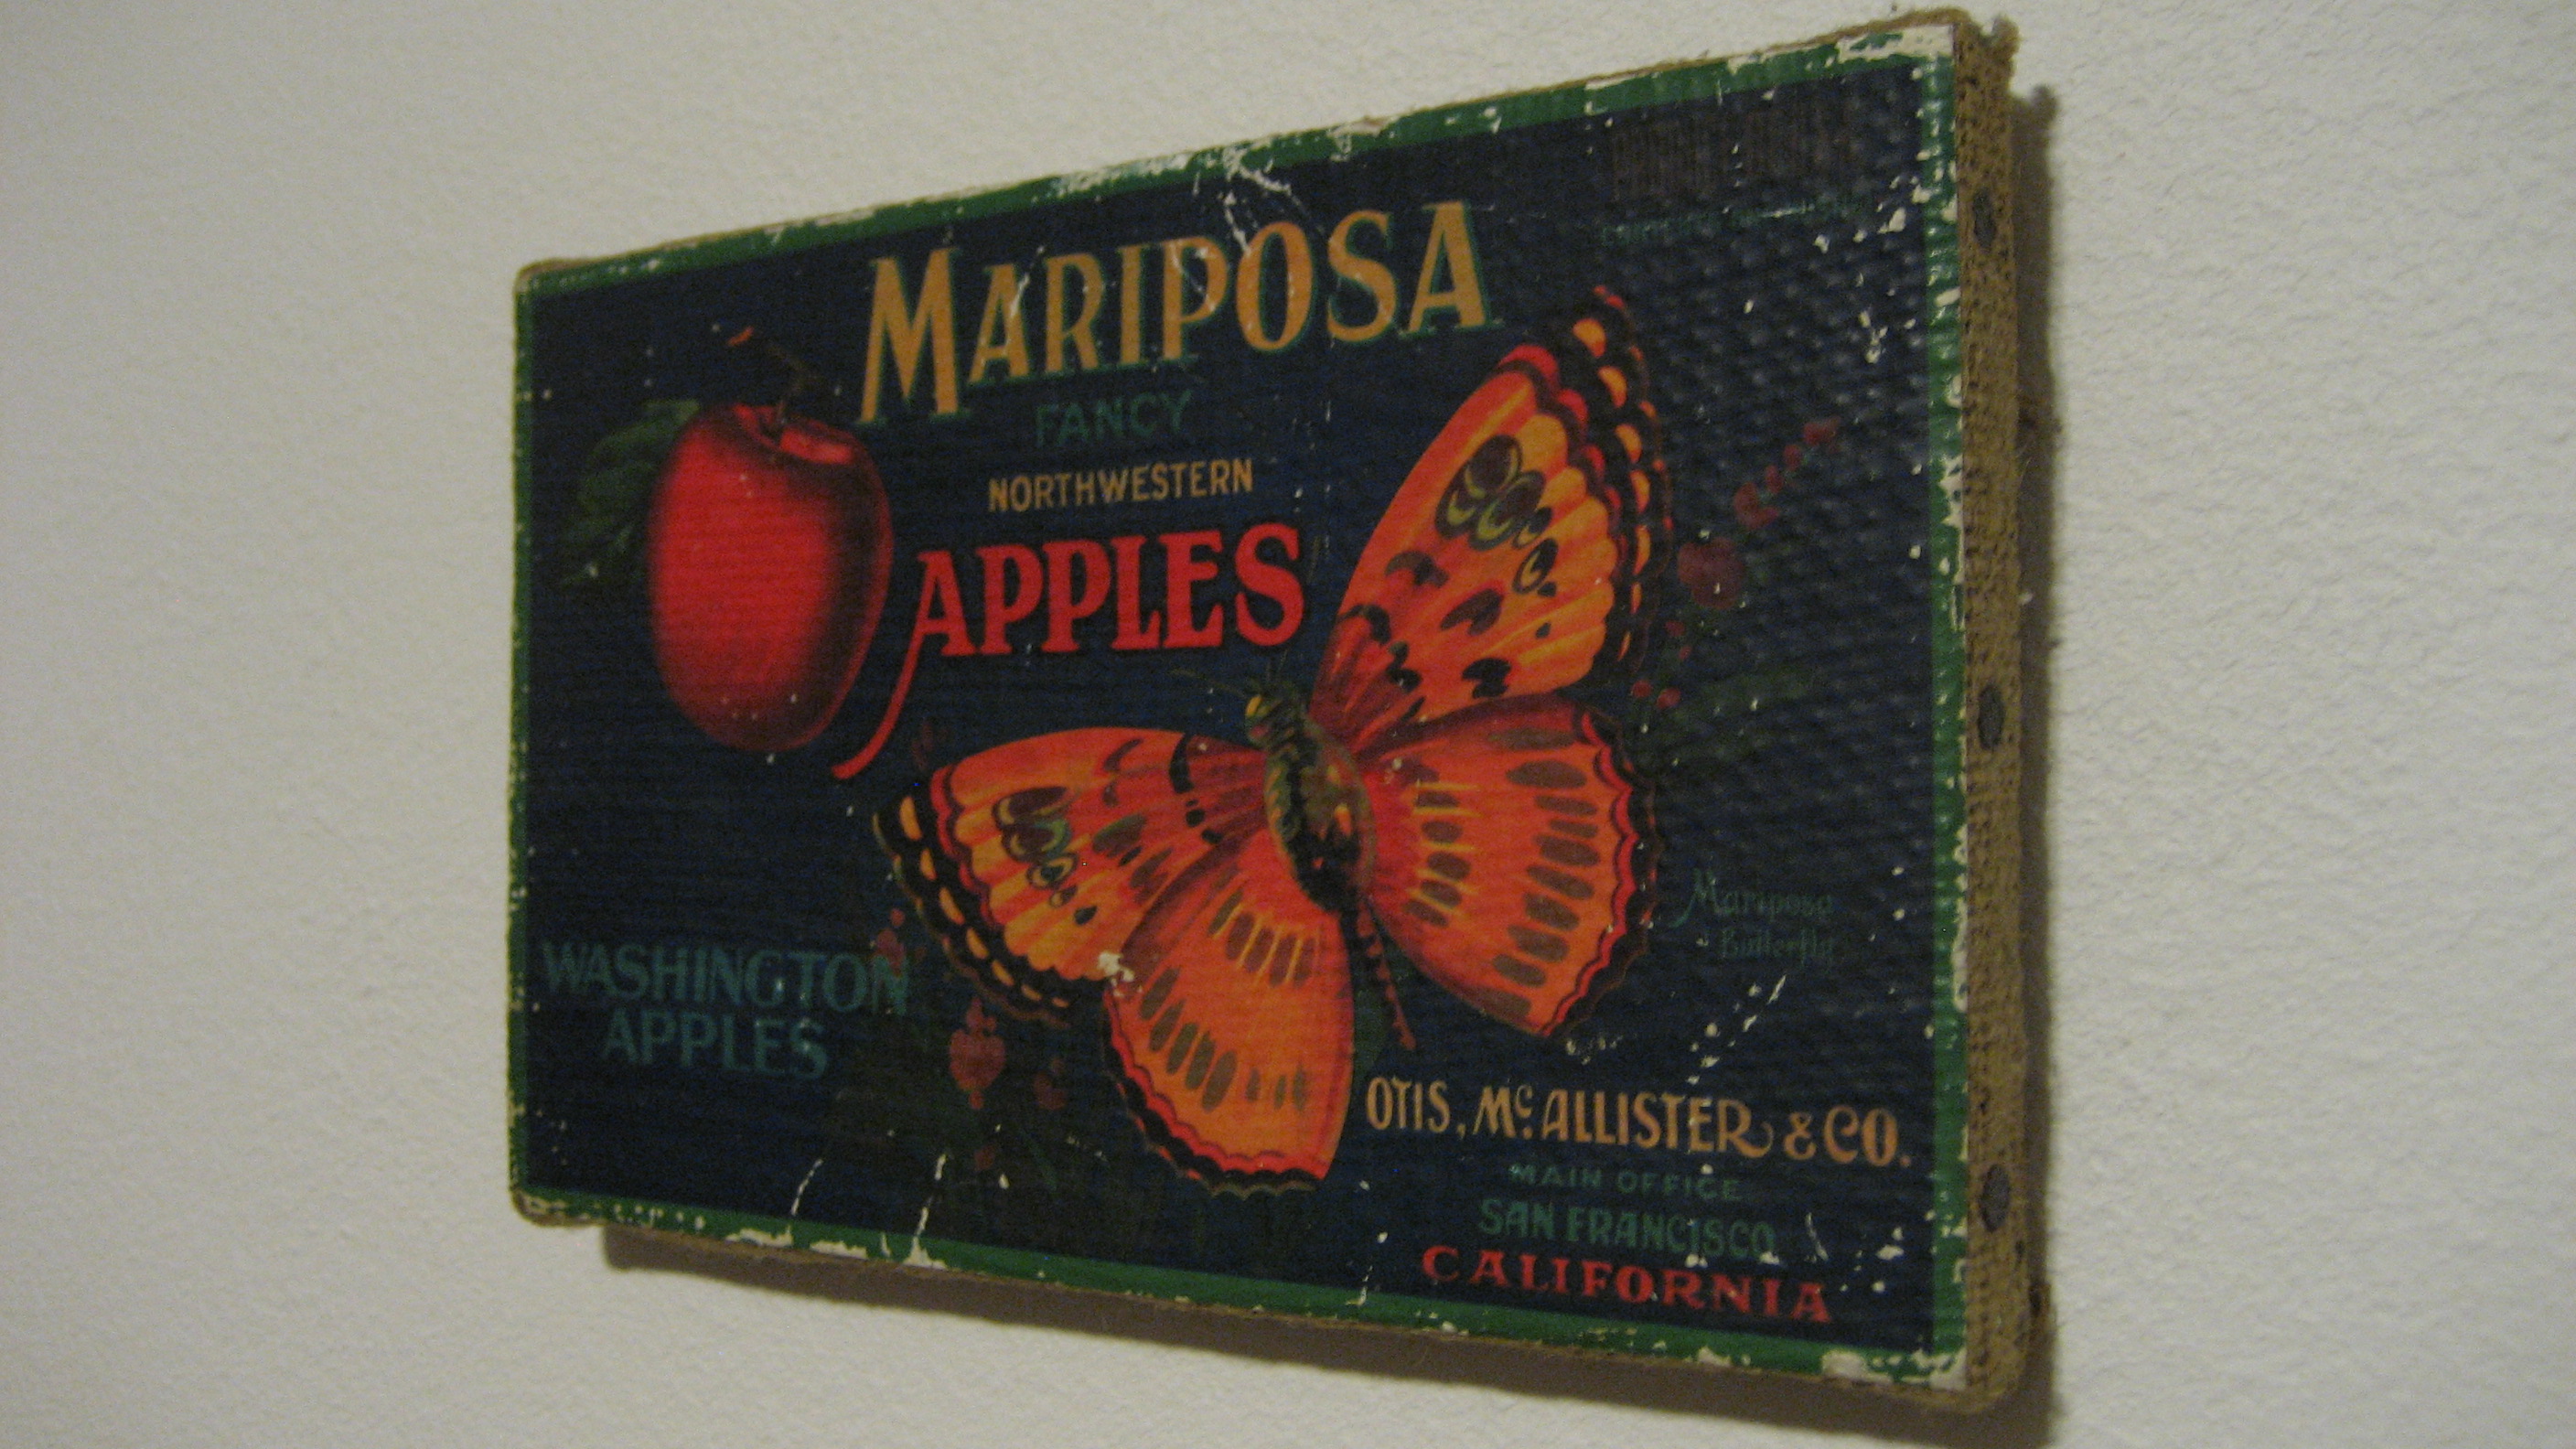 MARIPOSA
FANCY
NORTHWESTERN
APPLES
WASHINGTON
APPLES
Mariposa
Butterfly
OTIS, McALLISTER & CO.
MAIN OFFICE
SAN FRANCISCO
CALIFORNIA